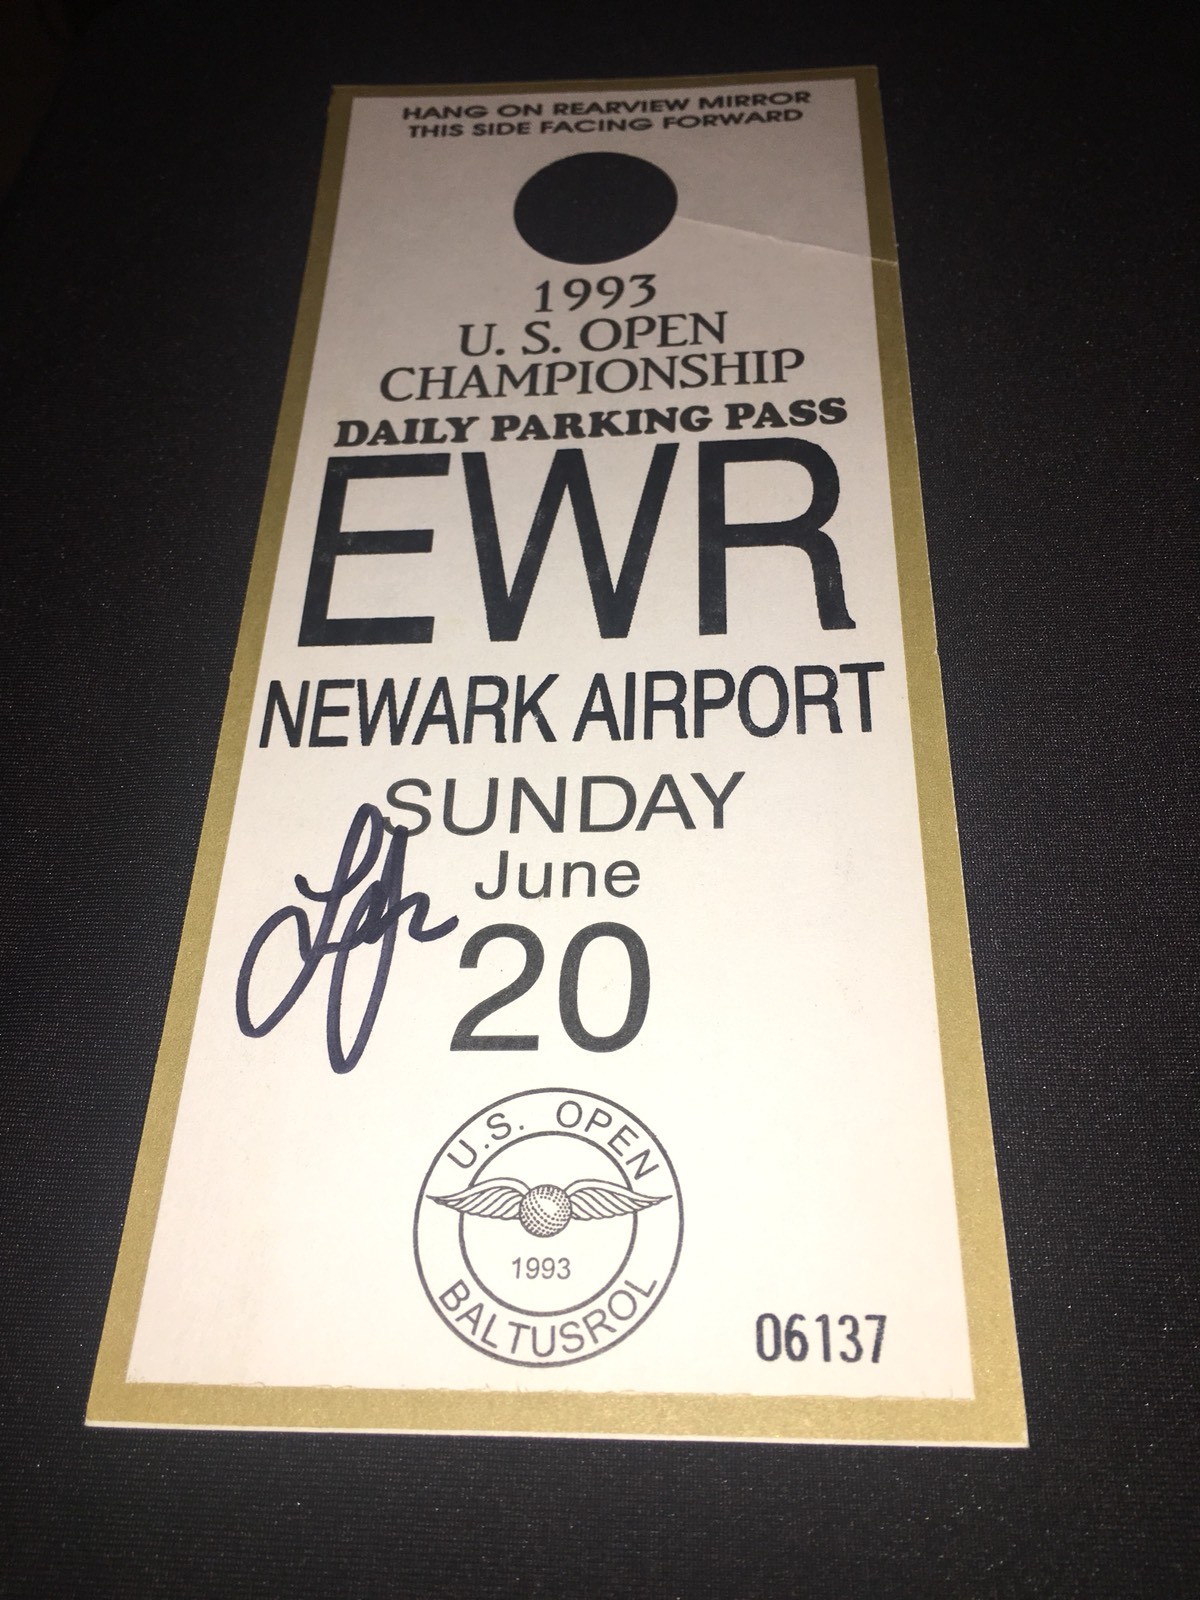 HANG ON REARVIEW MIRROR
THIS SIDE FACING FORWARD
1993
U. S. OPEN
CHAMPIONSHIP
DAILY PARKING PASS
EWR
NEWARK AIRPORT
SUNDAY
June
20
U.S. OPEN
1993
BALTUSROL
06137